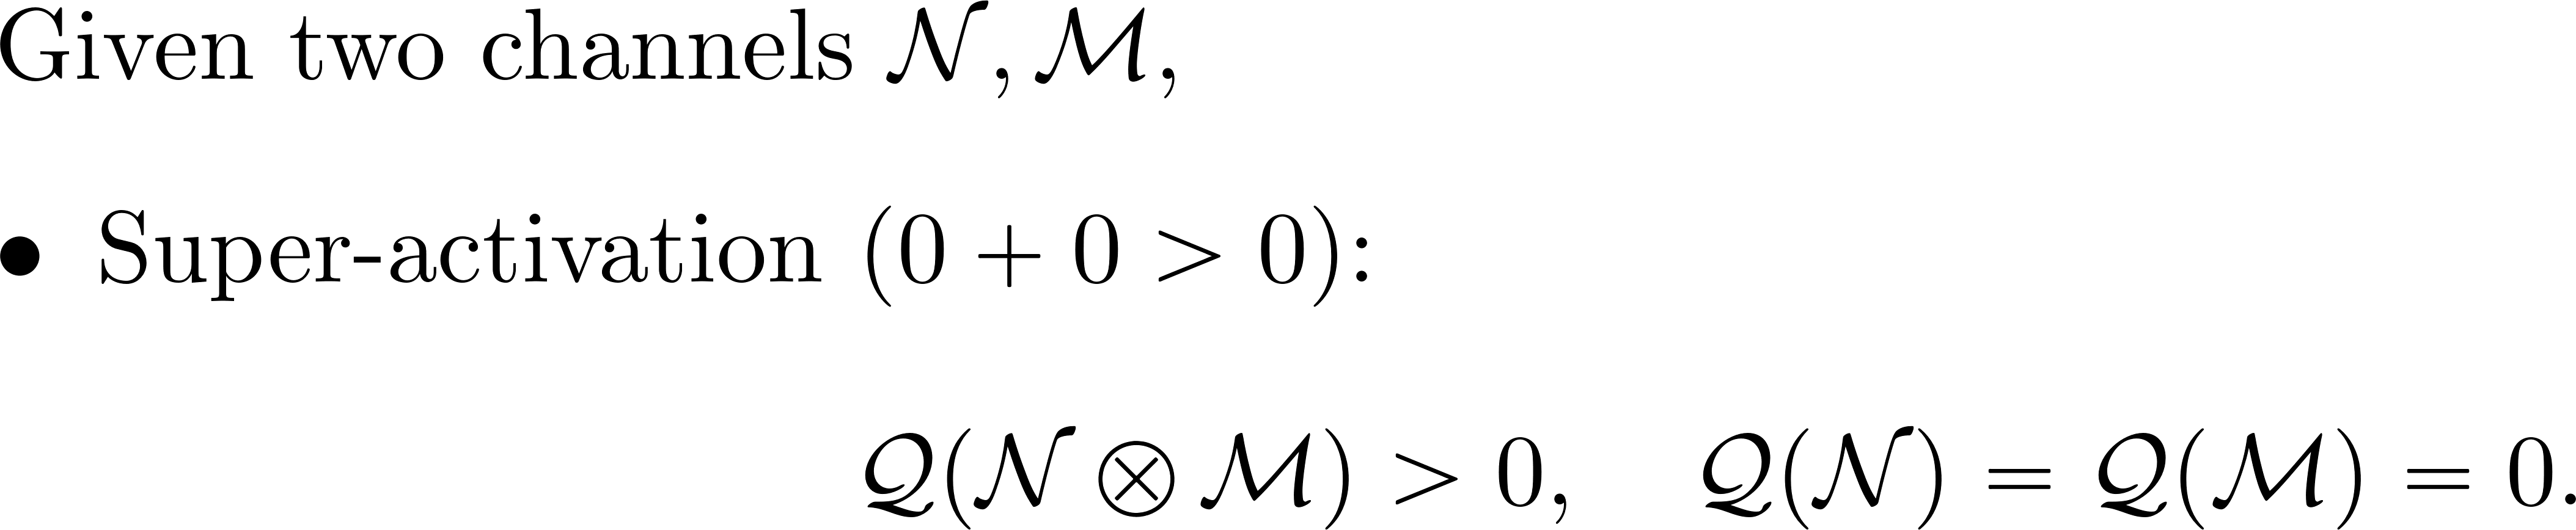 Given two channels 𝒩, ℳ,
• Super-activation (0 + 0 > 0):
𝒬(𝒩 ⊗ ℳ) > 0, 𝒬(𝒩) = 𝒬(ℳ) = 0.